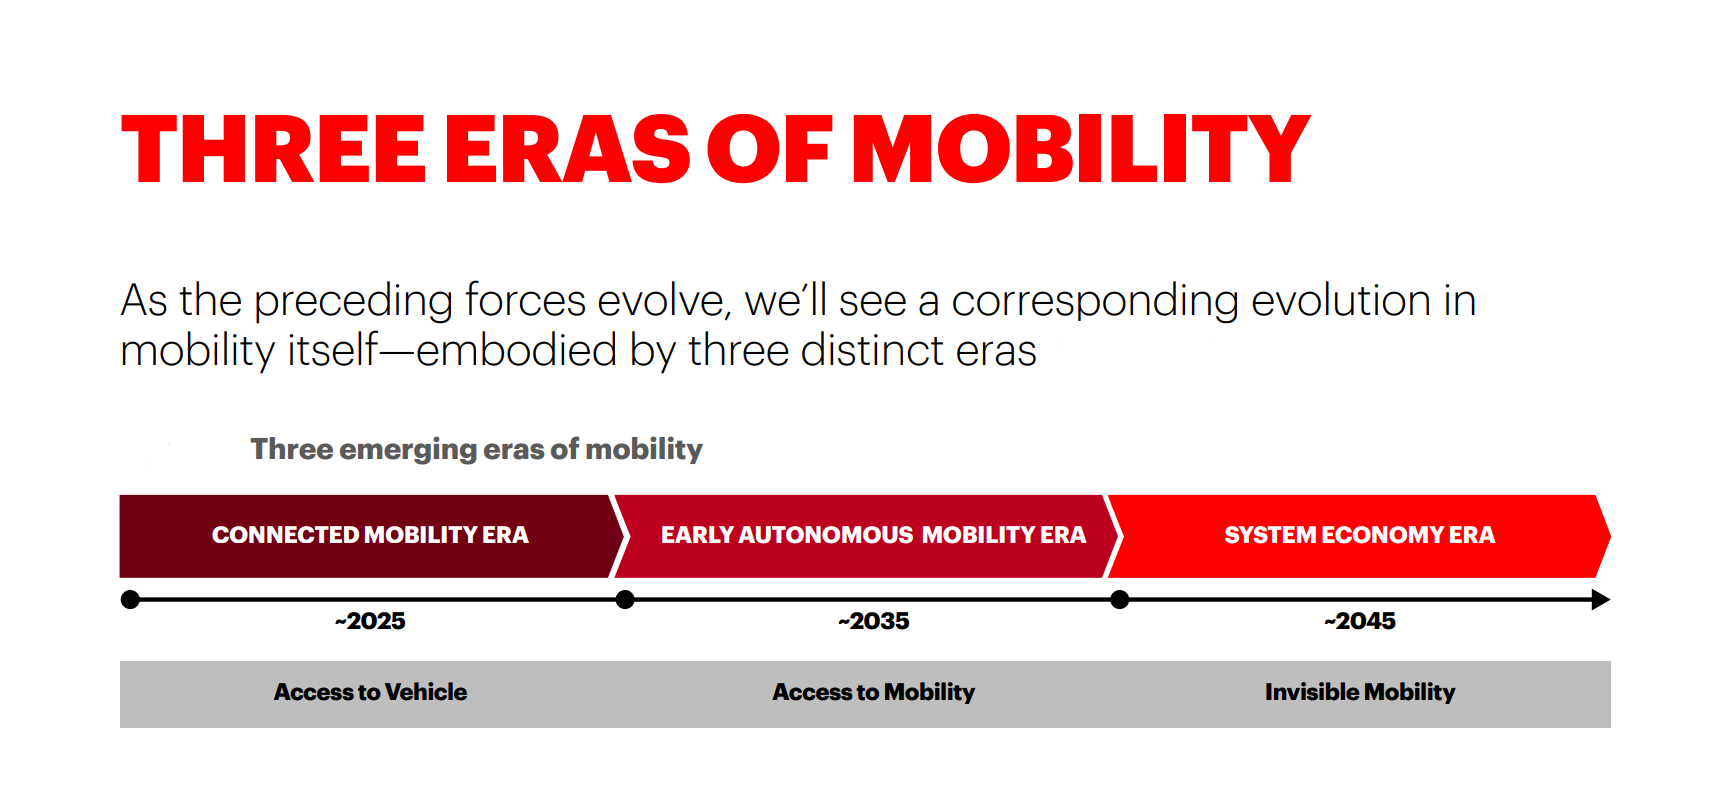 THREE ERAS OF MOBILITY
As the preceding forces evolve, we’ll see a corresponding evolution in
mobility itself—embodied by three distinct eras
Three emerging eras of mobility
CONNECTED MOBILITY ERA
EARLY AUTONOMOUS MOBILITY ERA
SYSTEM ECONOMY ERA
~2025
~2035
~2045
Access to Vehicle
Access to Mobility
Invisible Mobility